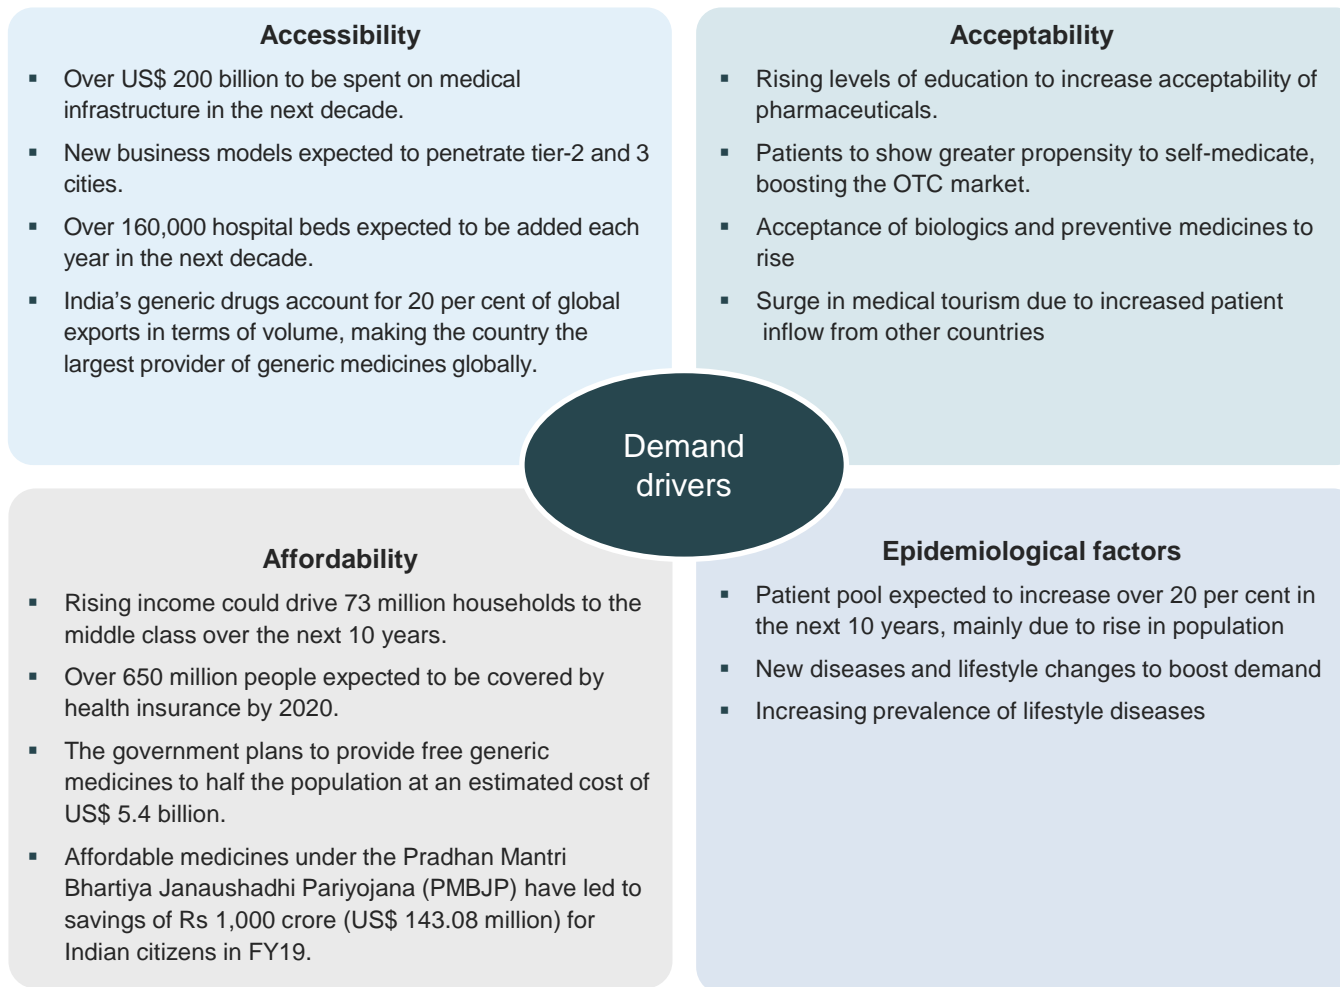 Accessibility
▪ Over US$ 200 billion to be spent on medical
infrastructure in the next decade.
▪ New business models expected to penetrate tier-2 and 3
cities.
▪ Over 160,000 hospital beds expected to be added each
year in the next decade.
▪ India’s generic drugs account for 20 per cent of global
exports in terms of volume, making the country the
largest provider of generic medicines globally.
Acceptability
▪ Rising levels of education to increase acceptability of
pharmaceuticals.
▪ Patients to show greater propensity to self-medicate,
boosting the OTC market.
▪ Acceptance of biologics and preventive medicines to
rise
▪ Surge in medical tourism due to increased patient
inflow from other countries
Demand
drivers
Affordability
▪ Rising income could drive 73 million households to the
middle class over the next 10 years.
▪ Over 650 million people expected to be covered by
health insurance by 2020.
▪ The government plans to provide free generic
medicines to half the population at an estimated cost of
US$ 5.4 billion.
▪ Affordable medicines under the Pradhan Mantri
Bhartiya Janaushadhi Pariyojana (PMBJP) have led to
savings of Rs 1,000 crore (US$ 143.08 million) for
Indian citizens in FY19.
Epidemiological factors
▪ Patient pool expected to increase over 20 per cent in
the next 10 years, mainly due to rise in population
▪ New diseases and lifestyle changes to boost demand
▪ Increasing prevalence of lifestyle diseases